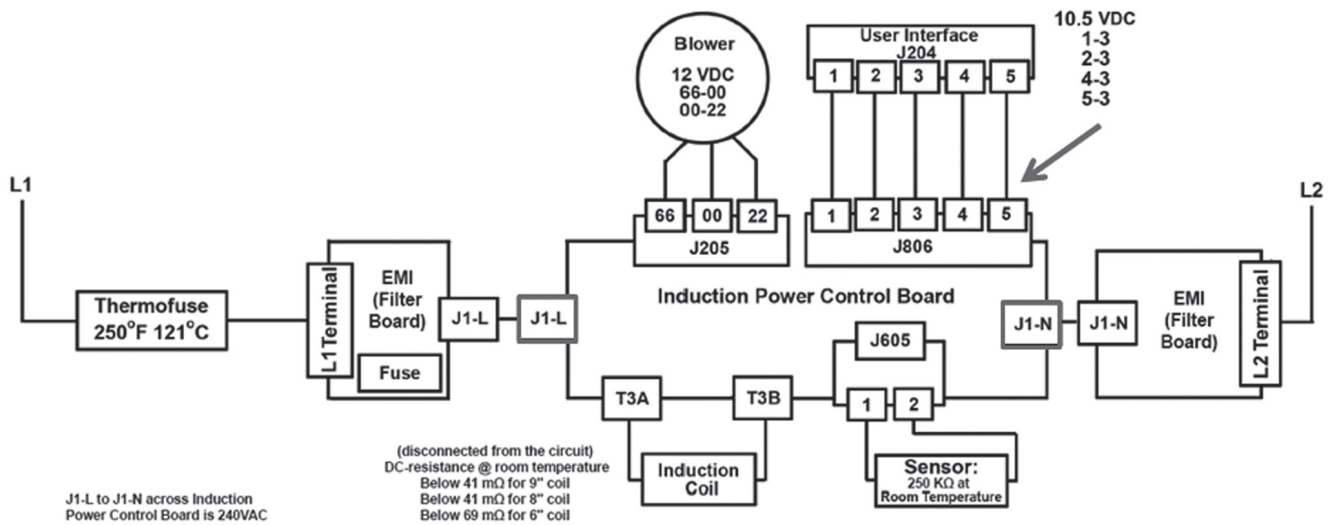 Blower
12 VDC
66-00
00-22
User Interface
J204
1 2 3 4 5
10.5 VDC
1-3
2-3
4-3
5-3
L1
L2
66 00 22
J205
1 2 3 4 5
J806
Thermofuse
250°F 121°C
L1 Terminal
EMI
(Filter
Board)
Fuse
J1-L
J1-L
Induction Power Control Board
J1-N
J1-N
EMI
(Filter
Board)
L2 Terminal
J605
1 2
T3A
T3B
Induction
Coil
Sensor:
250 KΩ at
Room Temperature
(disconnected from the circuit)
DC-resistance @ room temperature
Below 41 mΩ for 9" coil
Below 41 mΩ for 8" coil
Below 69 mΩ for 6" coil
J1-L to J1-N across Induction
Power Control Board is 240VAC